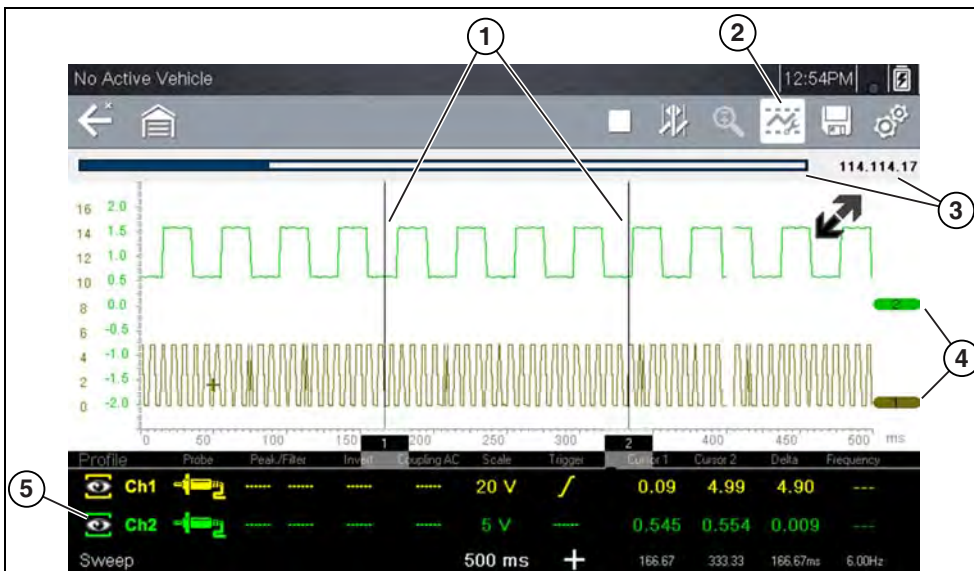 1
2
No Active Vehicle 12:54PM
114.114.17
3
16 2.0
14 1.5
12 1.0
10 0.5
8 0.0
2
6 -0.5
4 -1.0
4
2 -1.5
0 -2.0
1
0 50 100 150 1 200 250 300 2 400 450 500 ms
Profile Probe Peak/Filter Invert Coupling AC Scale Trigger Cursor 1 Cursor 2 Delta Frequency
5
Ch1 ------ ------ ------ ------ 20 V 0.09 4.99 4.90 ---
Ch2 ------ ------ ------ ------ 5 V ------ 0.545 0.554 0.009 ---
Sweep 500 ms 166.67 333.33 166.67ms 6.00Hz